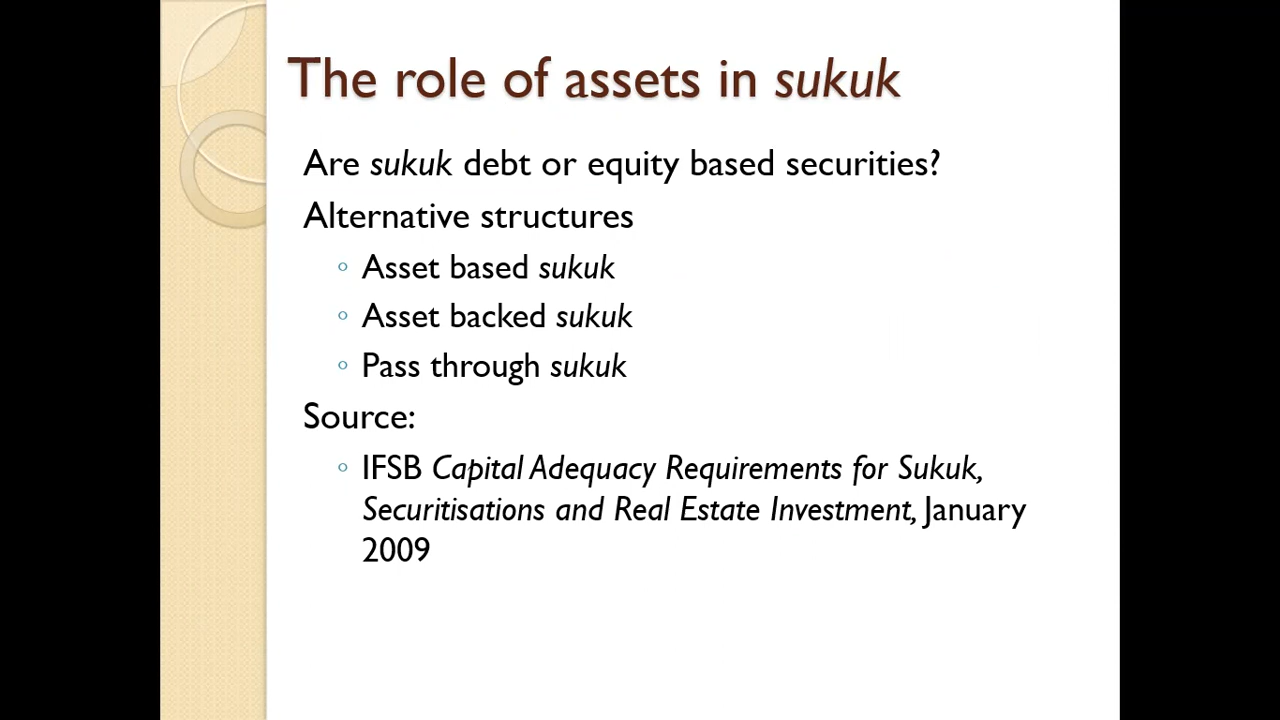 The role of assets in sukuk
Are sukuk debt or equity based securities?
Alternative structures
Asset based sukuk
Asset backed sukuk
Pass through sukuk
Source:
IFSB Capital Adequacy Requirements for Sukuk,
Securitisations and Real Estate Investment, January
2009